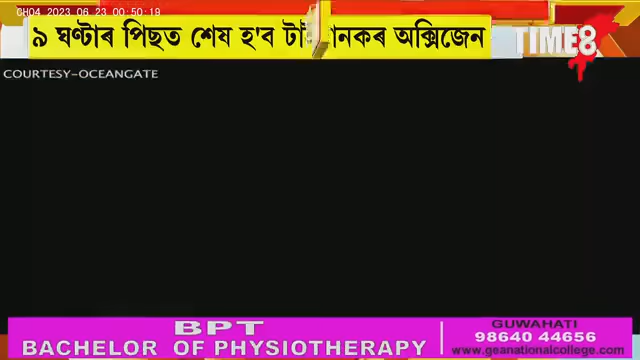 CH04 2023 06 23 00:50:18
৯ ঘণ্টাৰ পিছত শেষ হ'ব অক্সিজেন
TIME8
COURTESY-OCEANGATE
BPT
BACHELOR OF PHYSIOTHERAPY
GUWAHATI
98640 44656
www.geanationalcollege.com